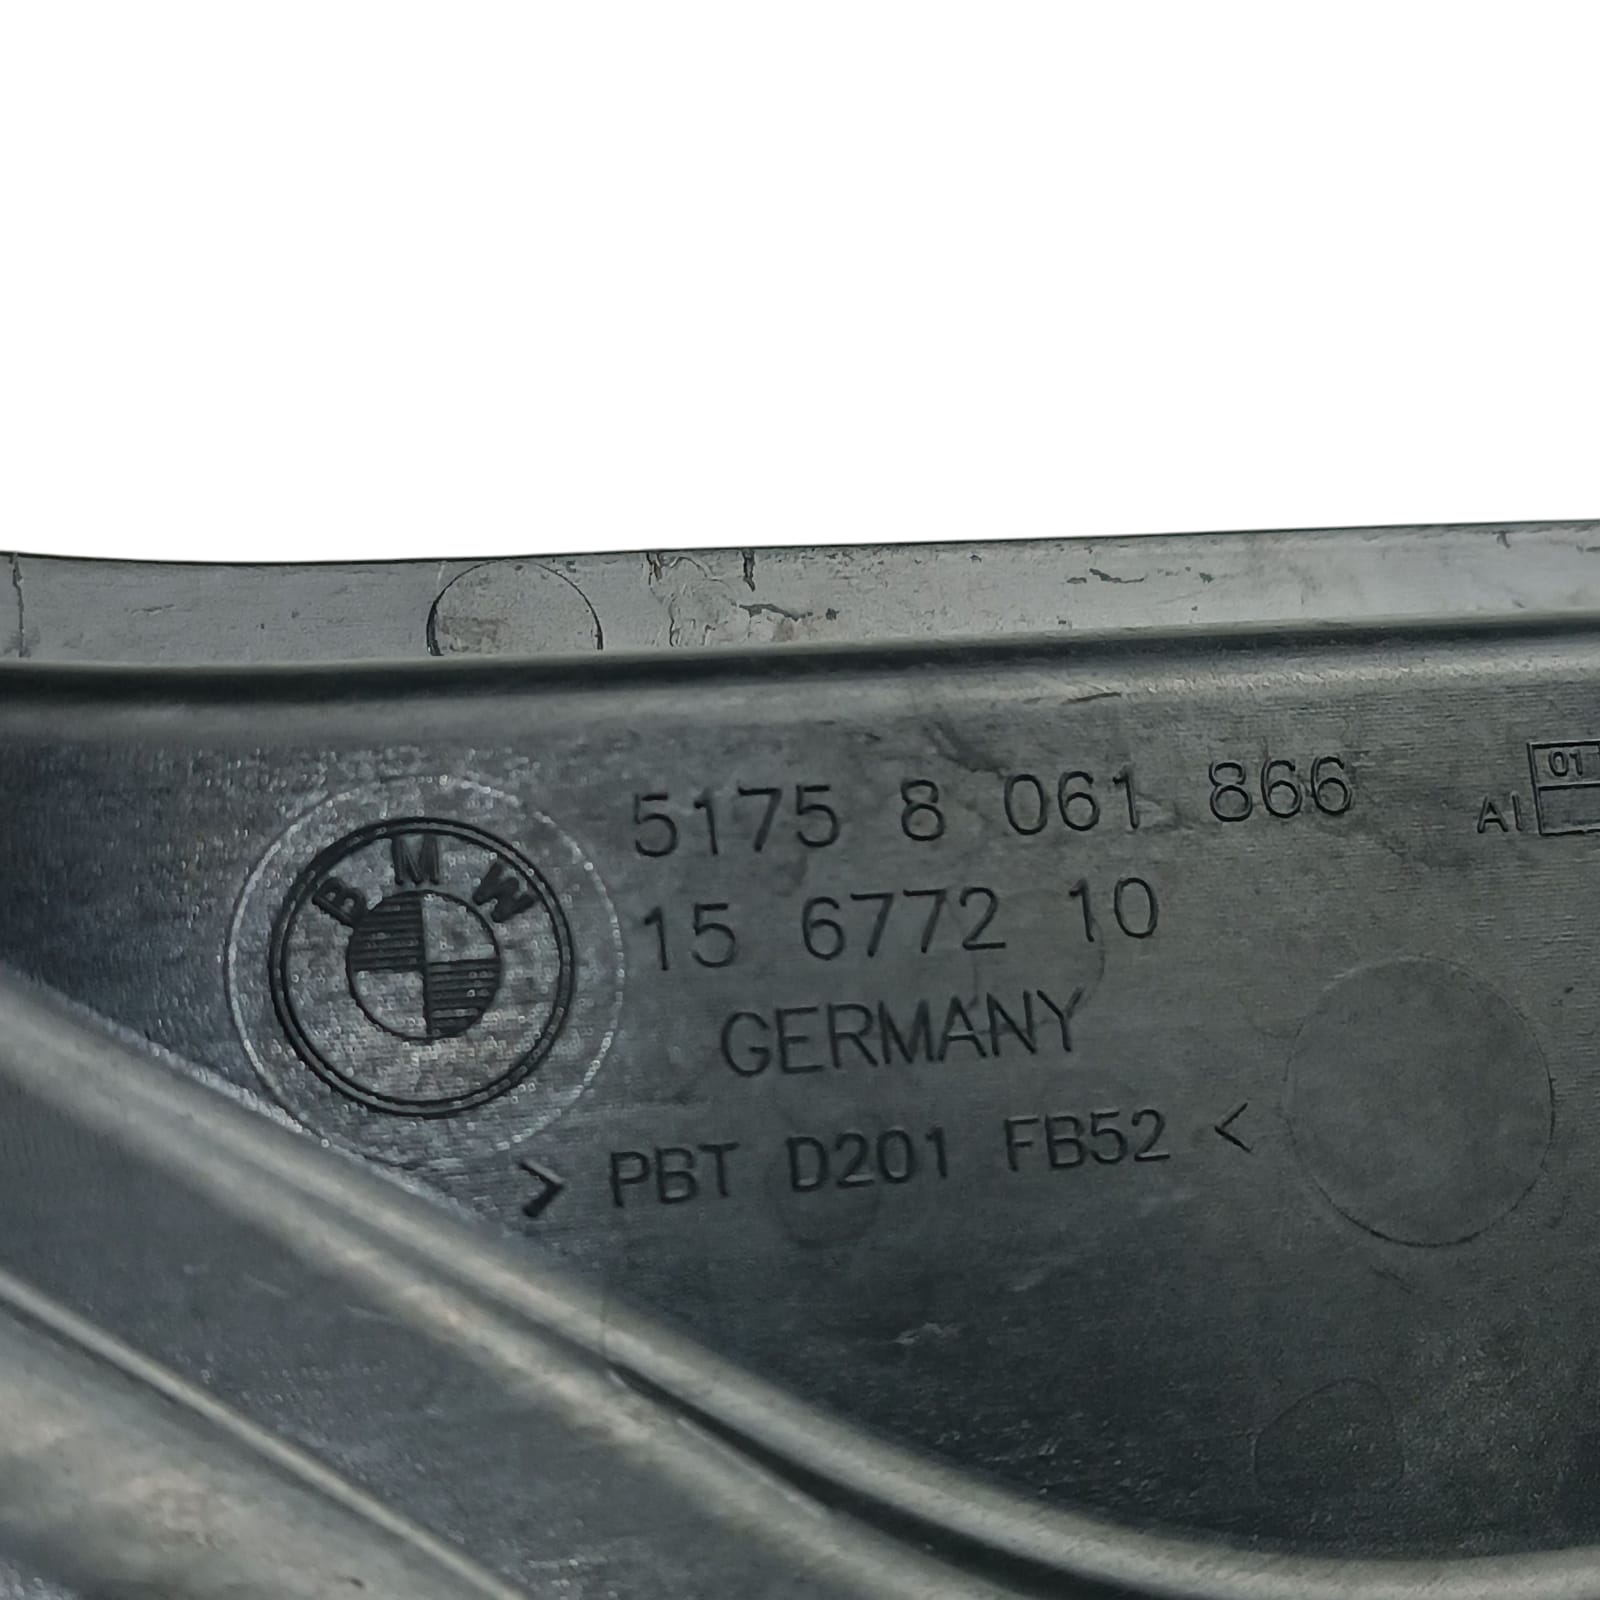 5175 8 061 866
15 6772 10
GERMANY
> PBT D201 FB52 <
BMW
AI
01